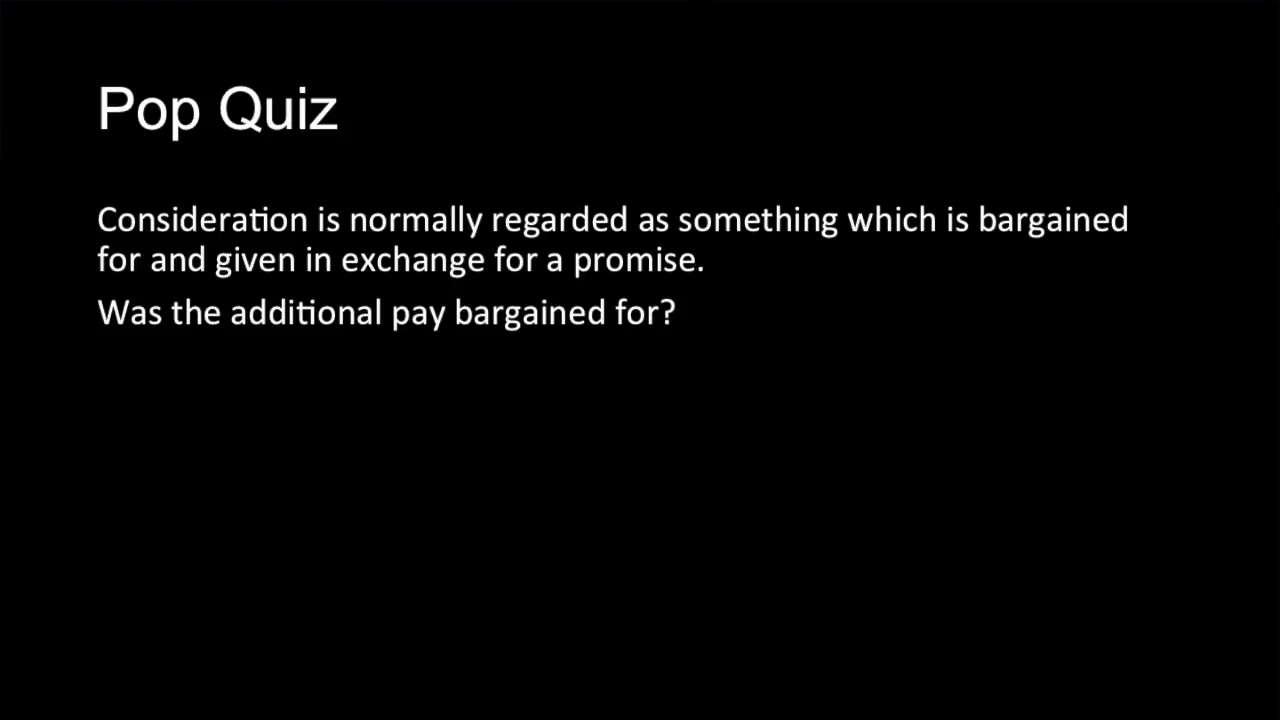 Pop Quiz
Consideration is normally regarded as something which is bargained
for and given in exchange for a promise.
Was the additional pay bargained for?